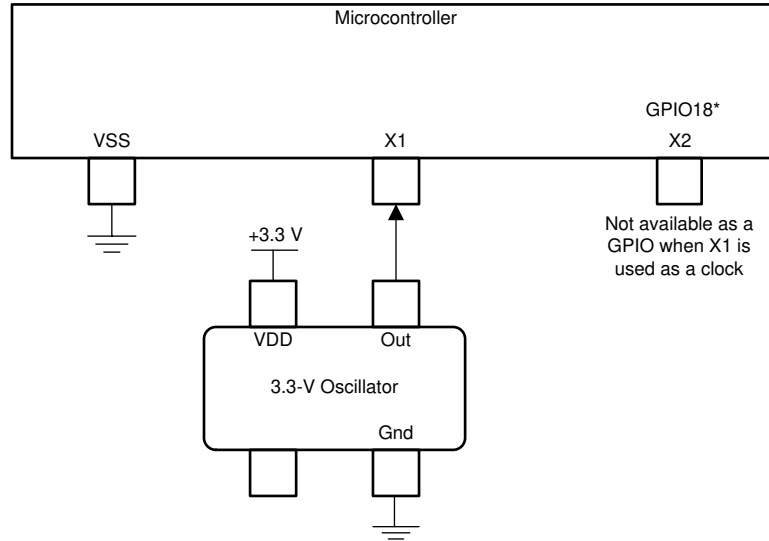 Microcontroller
GPIO18*
VSS
X1
X2
Not available as a
GPIO when X1 is
used as a clock
+3.3 V
VDD
Out
3.3-V Oscillator
Gnd